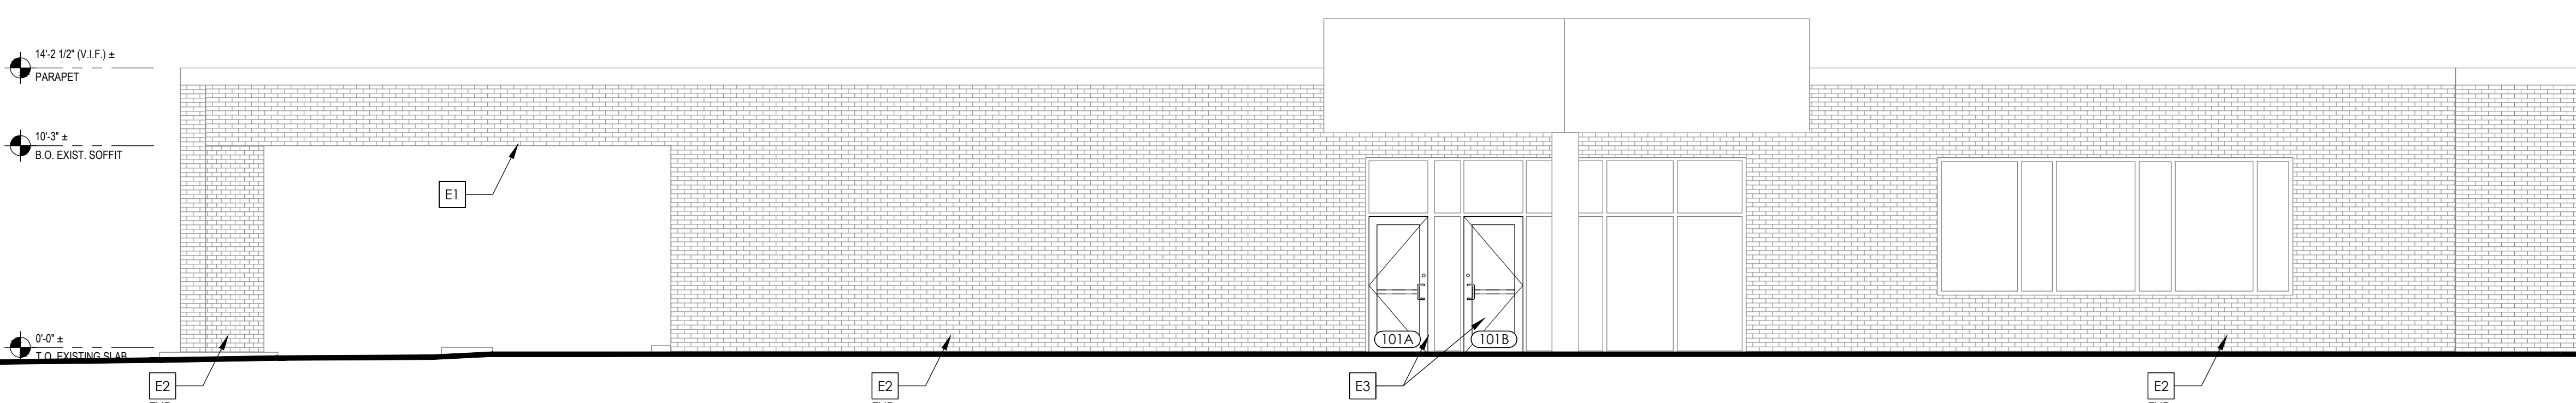 14'-2 1/2" (V.I.F.) ±
PARAPET
10'-3" ±
B.O. EXIST. SOFFIT
E1
0'-0" ±
T.O. EXISTING SLAB
101A
101B
E2
E2
E3
E2